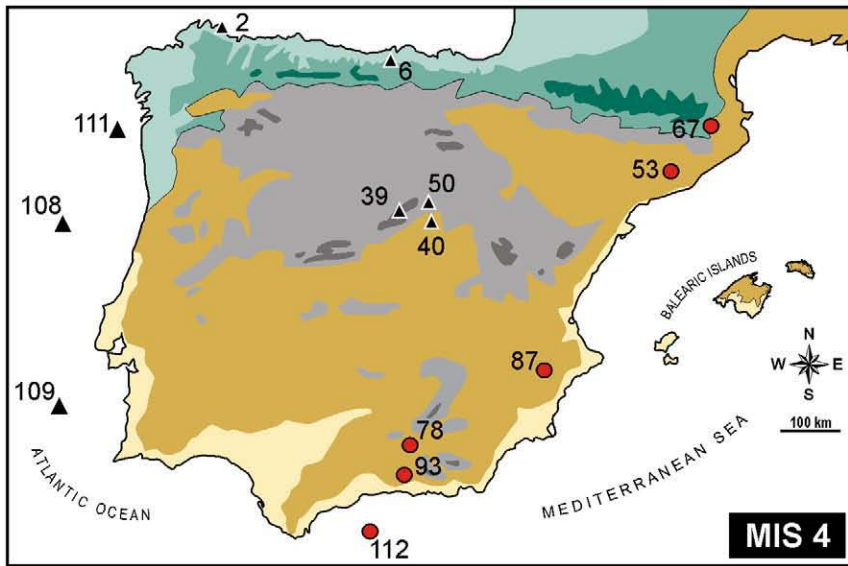 2
6
111
67
53
50
39
108
40
BALEARIC ISLANDS
N
W E
S
87
100 km
109
78
93
ATLANTIC OCEAN
MEDITERRANEAN SEA
112
MIS 4